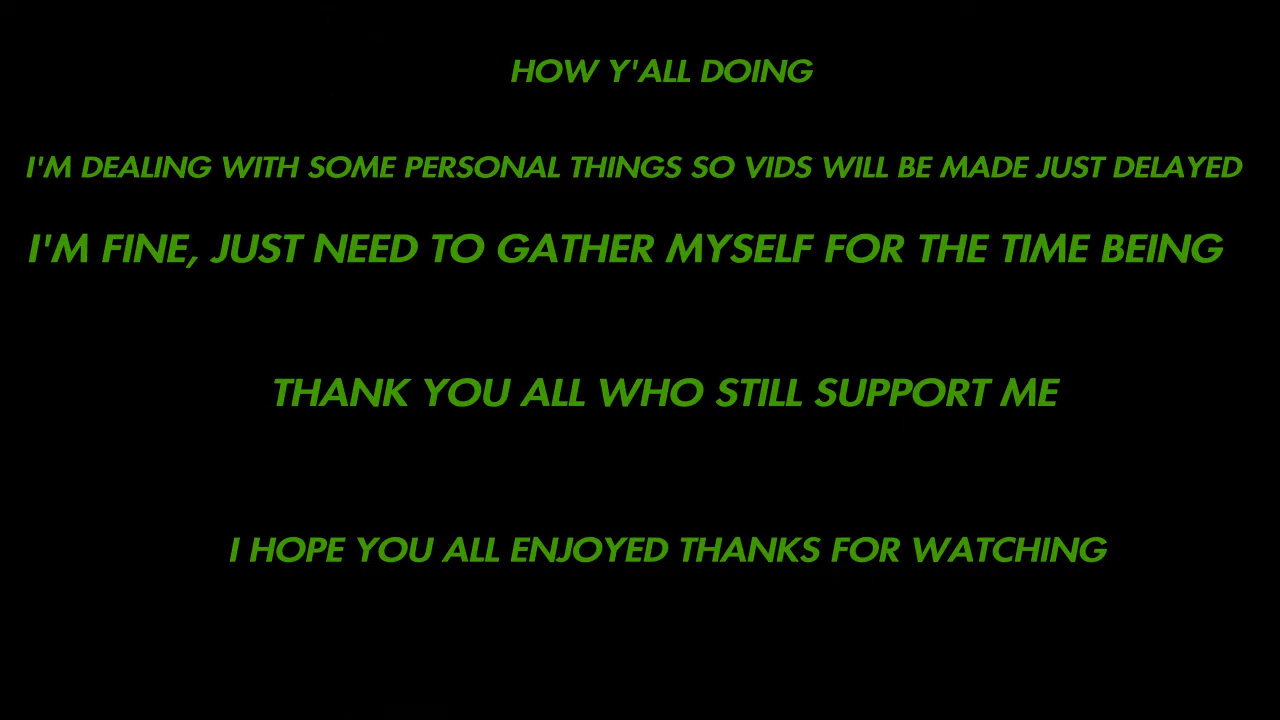 HOW Y'ALL DOING
I'M DEALING WITH SOME PERSONAL THINGS SO VIDS WILL BE MADE JUST DELAYED
I'M FINE, JUST NEED TO GATHER MYSELF FOR THE TIME BEING
THANK YOU ALL WHO STILL SUPPORT ME
I HOPE YOU ALL ENJOYED THANKS FOR WATCHING